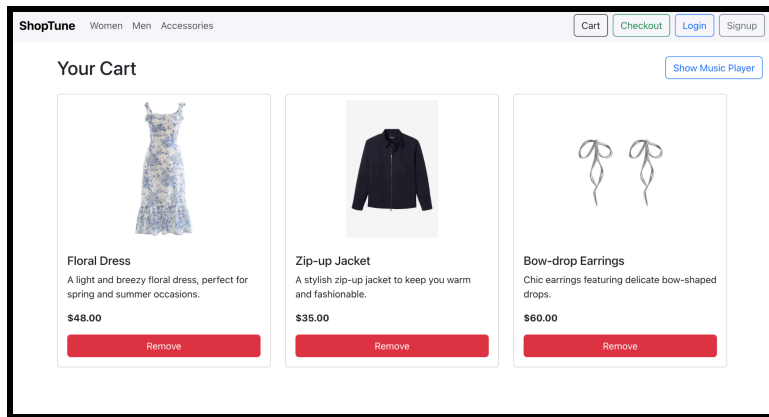 ShopTune Women Men Accessories Cart Checkout Login Signup
Your Cart Show Music Player
Floral Dress
A light and breezy floral dress, perfect for
spring and summer occasions.
$48.00
Remove
Zip-up Jacket
A stylish zip-up jacket to keep you warm
and fashionable.
$35.00
Remove
Bow-drop Earrings
Chic earrings featuring delicate bow-shaped
drops.
$60.00
Remove